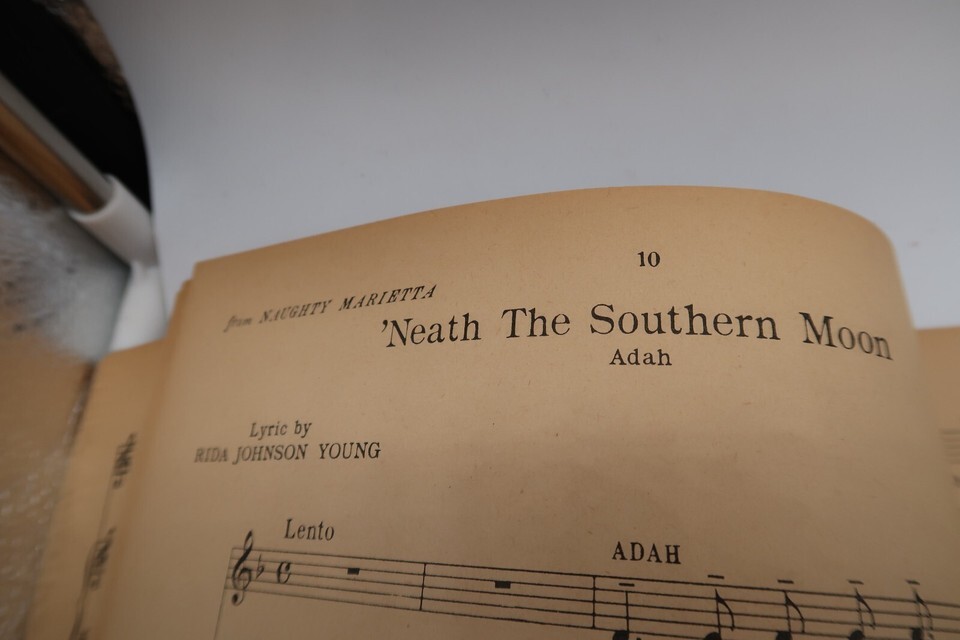 10
from NAUGHTY MARIETTA
'Neath The Southern Moon
Adah
Lyric by
RIDA JOHNSON YOUNG
Lento
ADAH